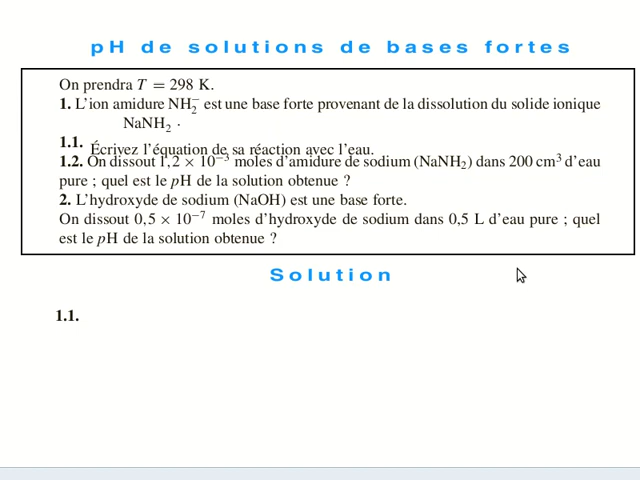 pH de solutions de bases fortes
On prendra T = 298 K.
1. L'ion amidure NH₂⁻ est une base forte provenant de la dissolution du solide ionique
NaNH₂ .
1.1. Écrivez l'équation de sa réaction avec l'eau.
1.2. On dissout 1,2 × 10⁻³ moles d'amidure de sodium (NaNH₂) dans 200 cm³ d'eau
pure ; quel est le pH de la solution obtenue ?
2. L'hydroxyde de sodium (NaOH) est une base forte.
On dissout 0,5 × 10⁻⁷ moles d'hydroxyde de sodium dans 0,5 L d'eau pure ; quel
est le pH de la solution obtenue ?
Solution
1.1.